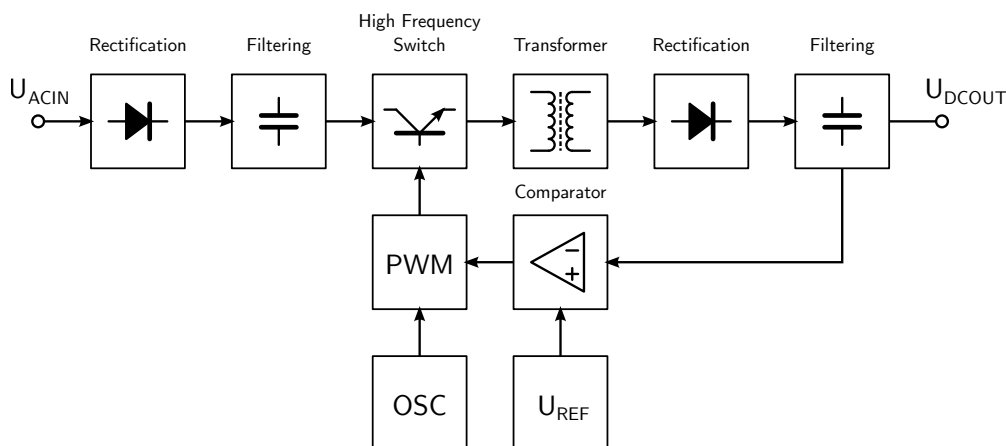 High Frequency
Rectification Filtering Switch Transformer Rectification Filtering
U_ACIN U_DCOUT
Comparator
PWM − +
OSC U_REF